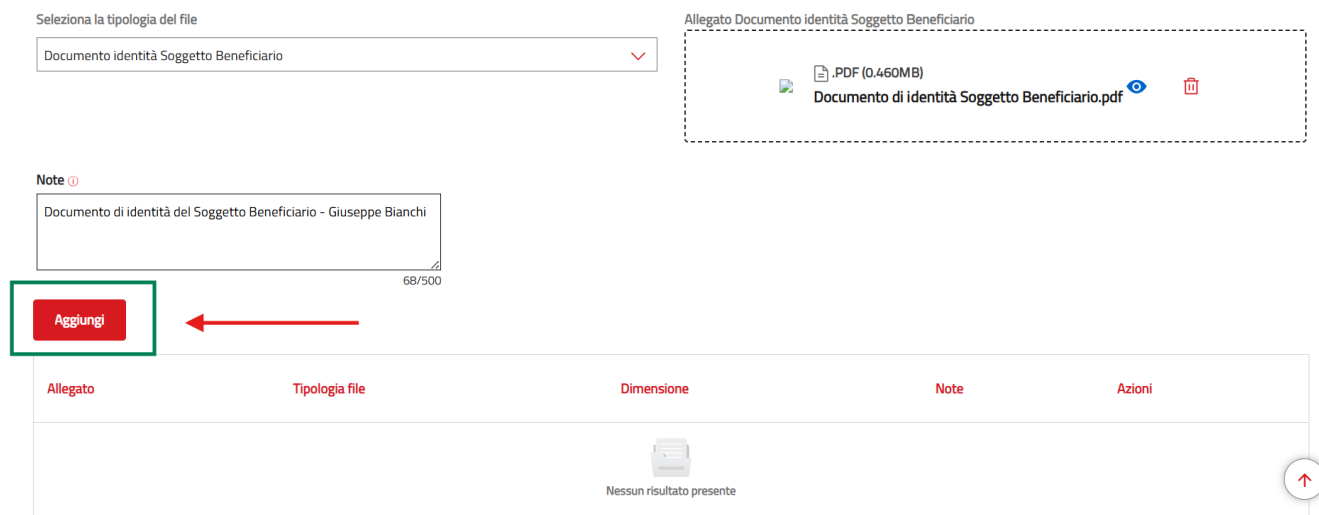 Seleziona la tipologia del file
Documento identità Soggetto Beneficiario
Allegato Documento identità Soggetto Beneficiario
.PDF (0.460MB)
Documento di identità Soggetto Beneficiario.pdf
Note
Documento di identità del Soggetto Beneficiario - Giuseppe Bianchi
68/500
Aggiungi
Allegato Tipologia file Dimensione Note Azioni
Nessun risultato presente